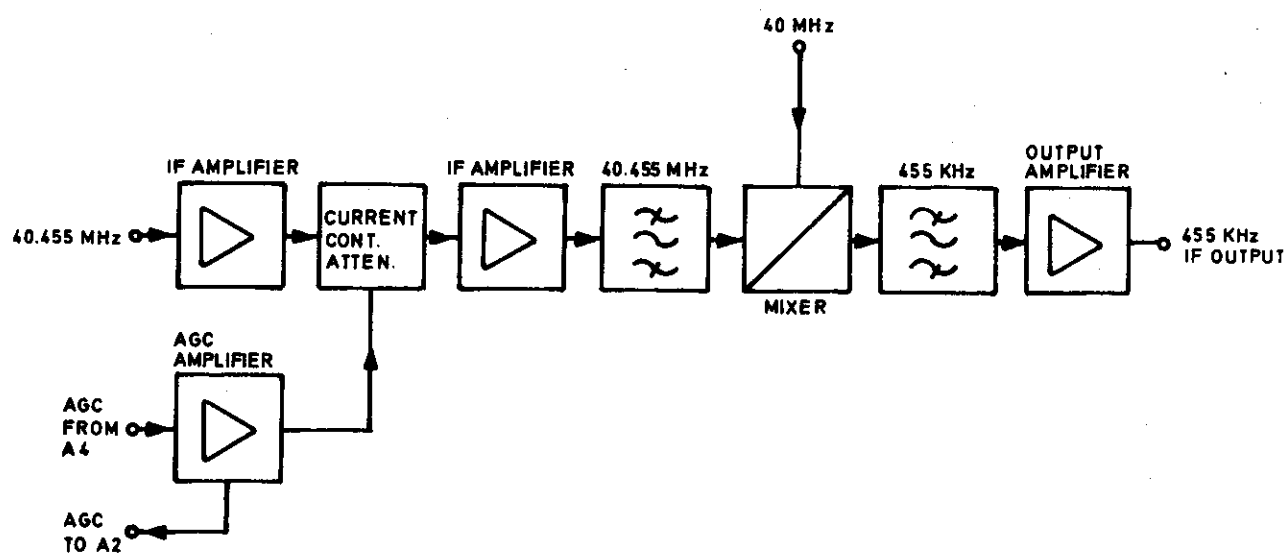 40 MHz
IF AMPLIFIER
IF AMPLIFIER
40.455 MHz
455 KHz
OUTPUT
AMPLIFIER
40.455 MHz
CURRENT
CONT.
ATTEN.
MIXER
455 KHz
IF OUTPUT
AGC
AMPLIFIER
AGC
FROM
A4
AGC
TO A2